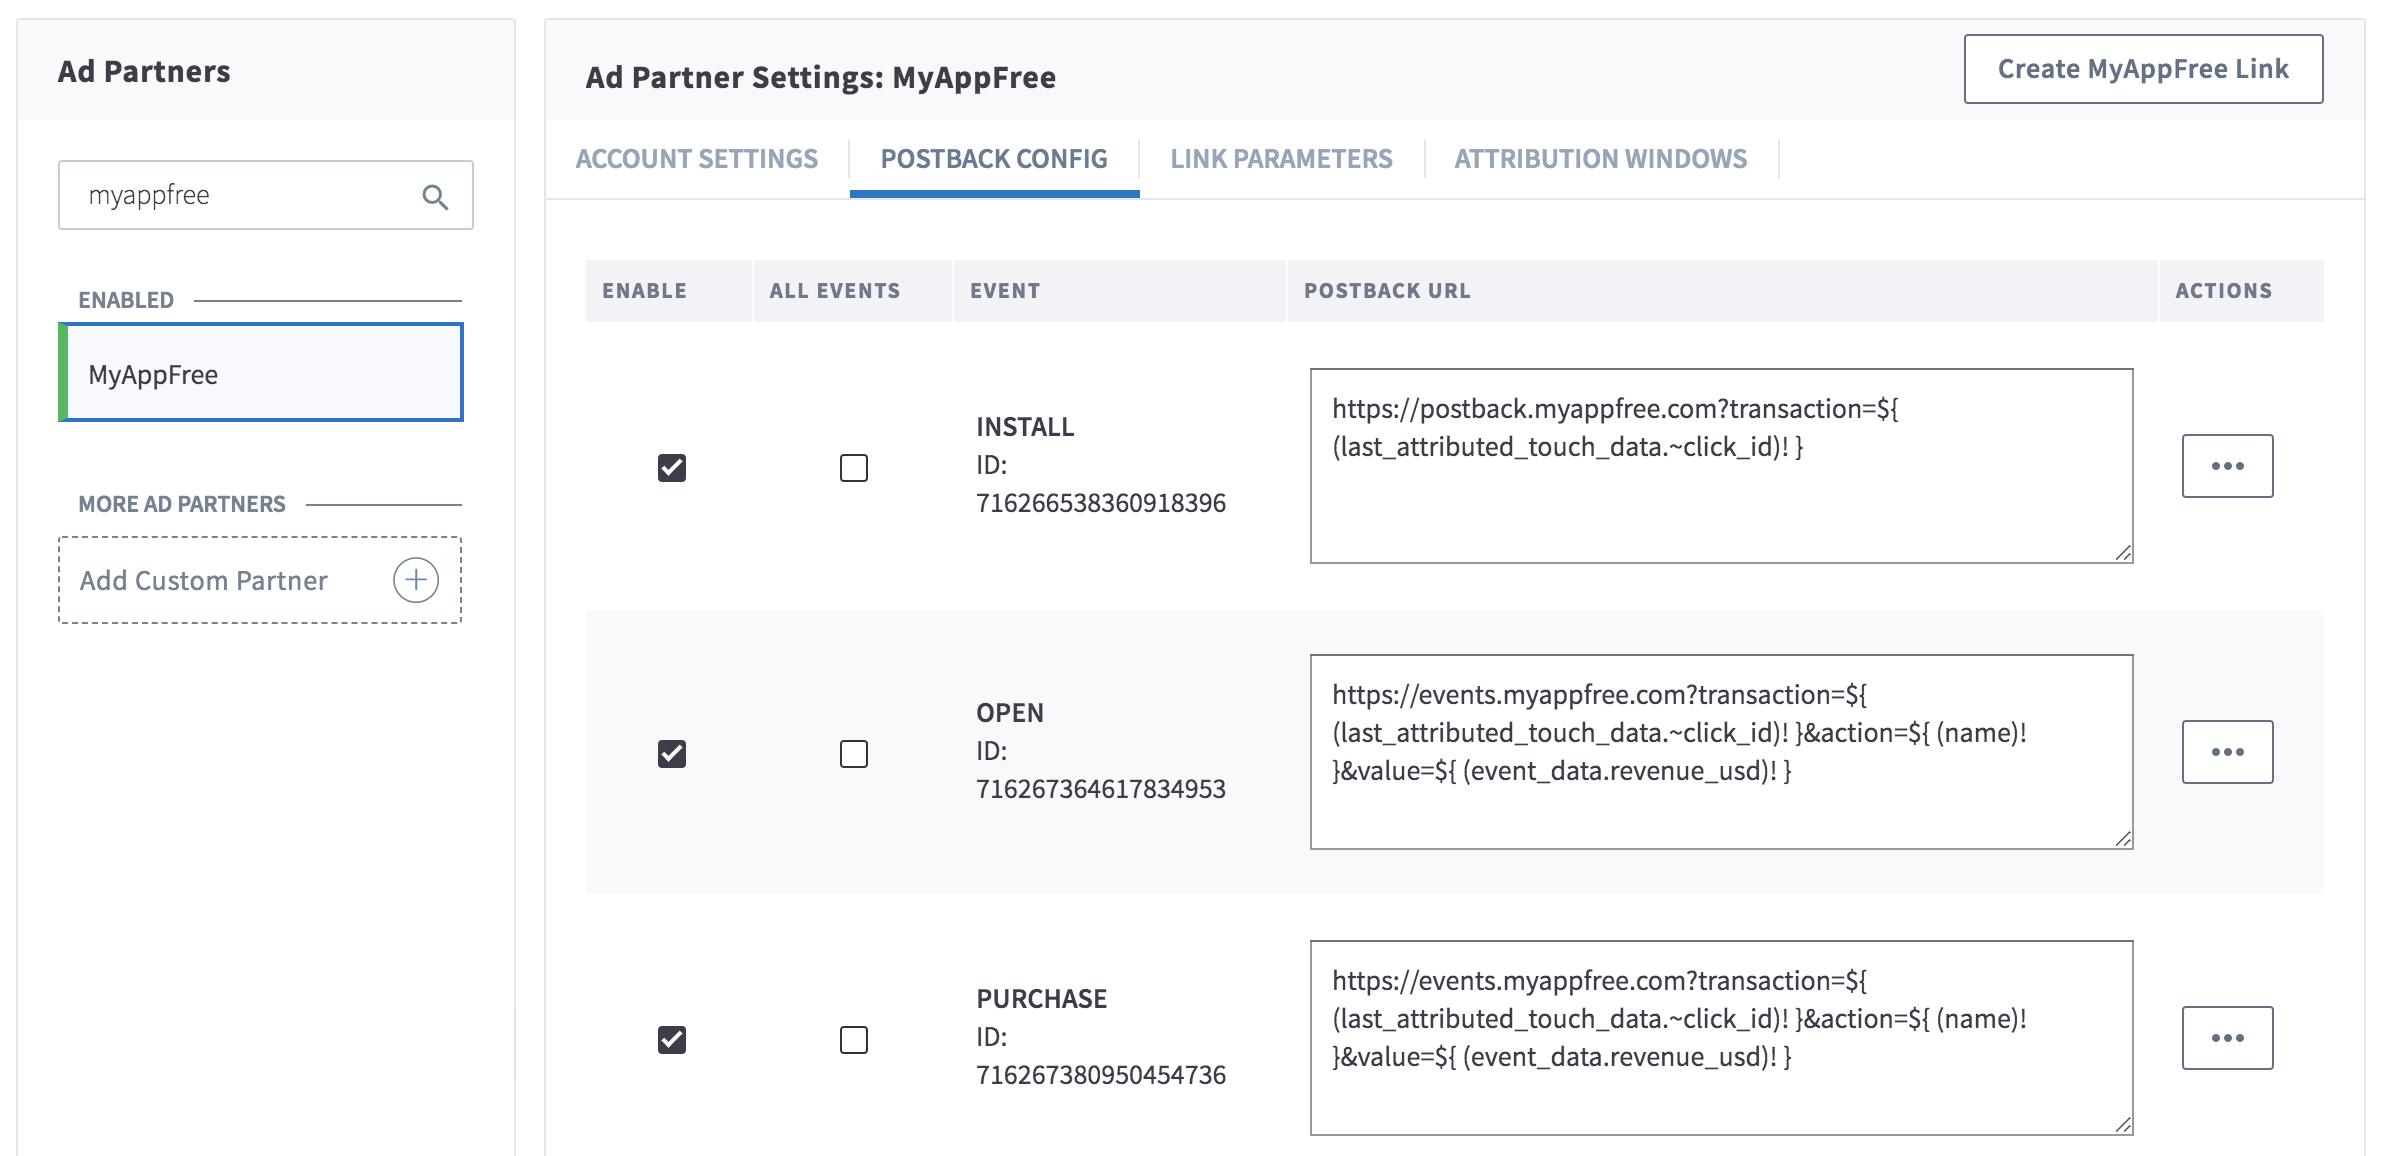 Ad Partners
myappfree
ENABLED
MyAppFree
MORE AD PARTNERS
Add Custom Partner
Ad Partner Settings: MyAppFree
Create MyAppFree Link
ACCOUNT SETTINGS
POSTBACK CONFIG
LINK PARAMETERS
ATTRIBUTION WINDOWS
ENABLE
ALL EVENTS
EVENT
POSTBACK URL
ACTIONS
INSTALL
ID:
716266538360918396
https://postback.myappfree.com?transaction=${
(last_attributed_touch_data.~click_id)! }
OPEN
ID:
716267364617834953
https://events.myappfree.com?transaction=${
(last_attributed_touch_data.~click_id)! }&action=${ (name)!
}&value=${ (event_data.revenue_usd)! }
PURCHASE
ID:
716267380950454736
https://events.myappfree.com?transaction=${
(last_attributed_touch_data.~click_id)! }&action=${ (name)!
}&value=${ (event_data.revenue_usd)! }